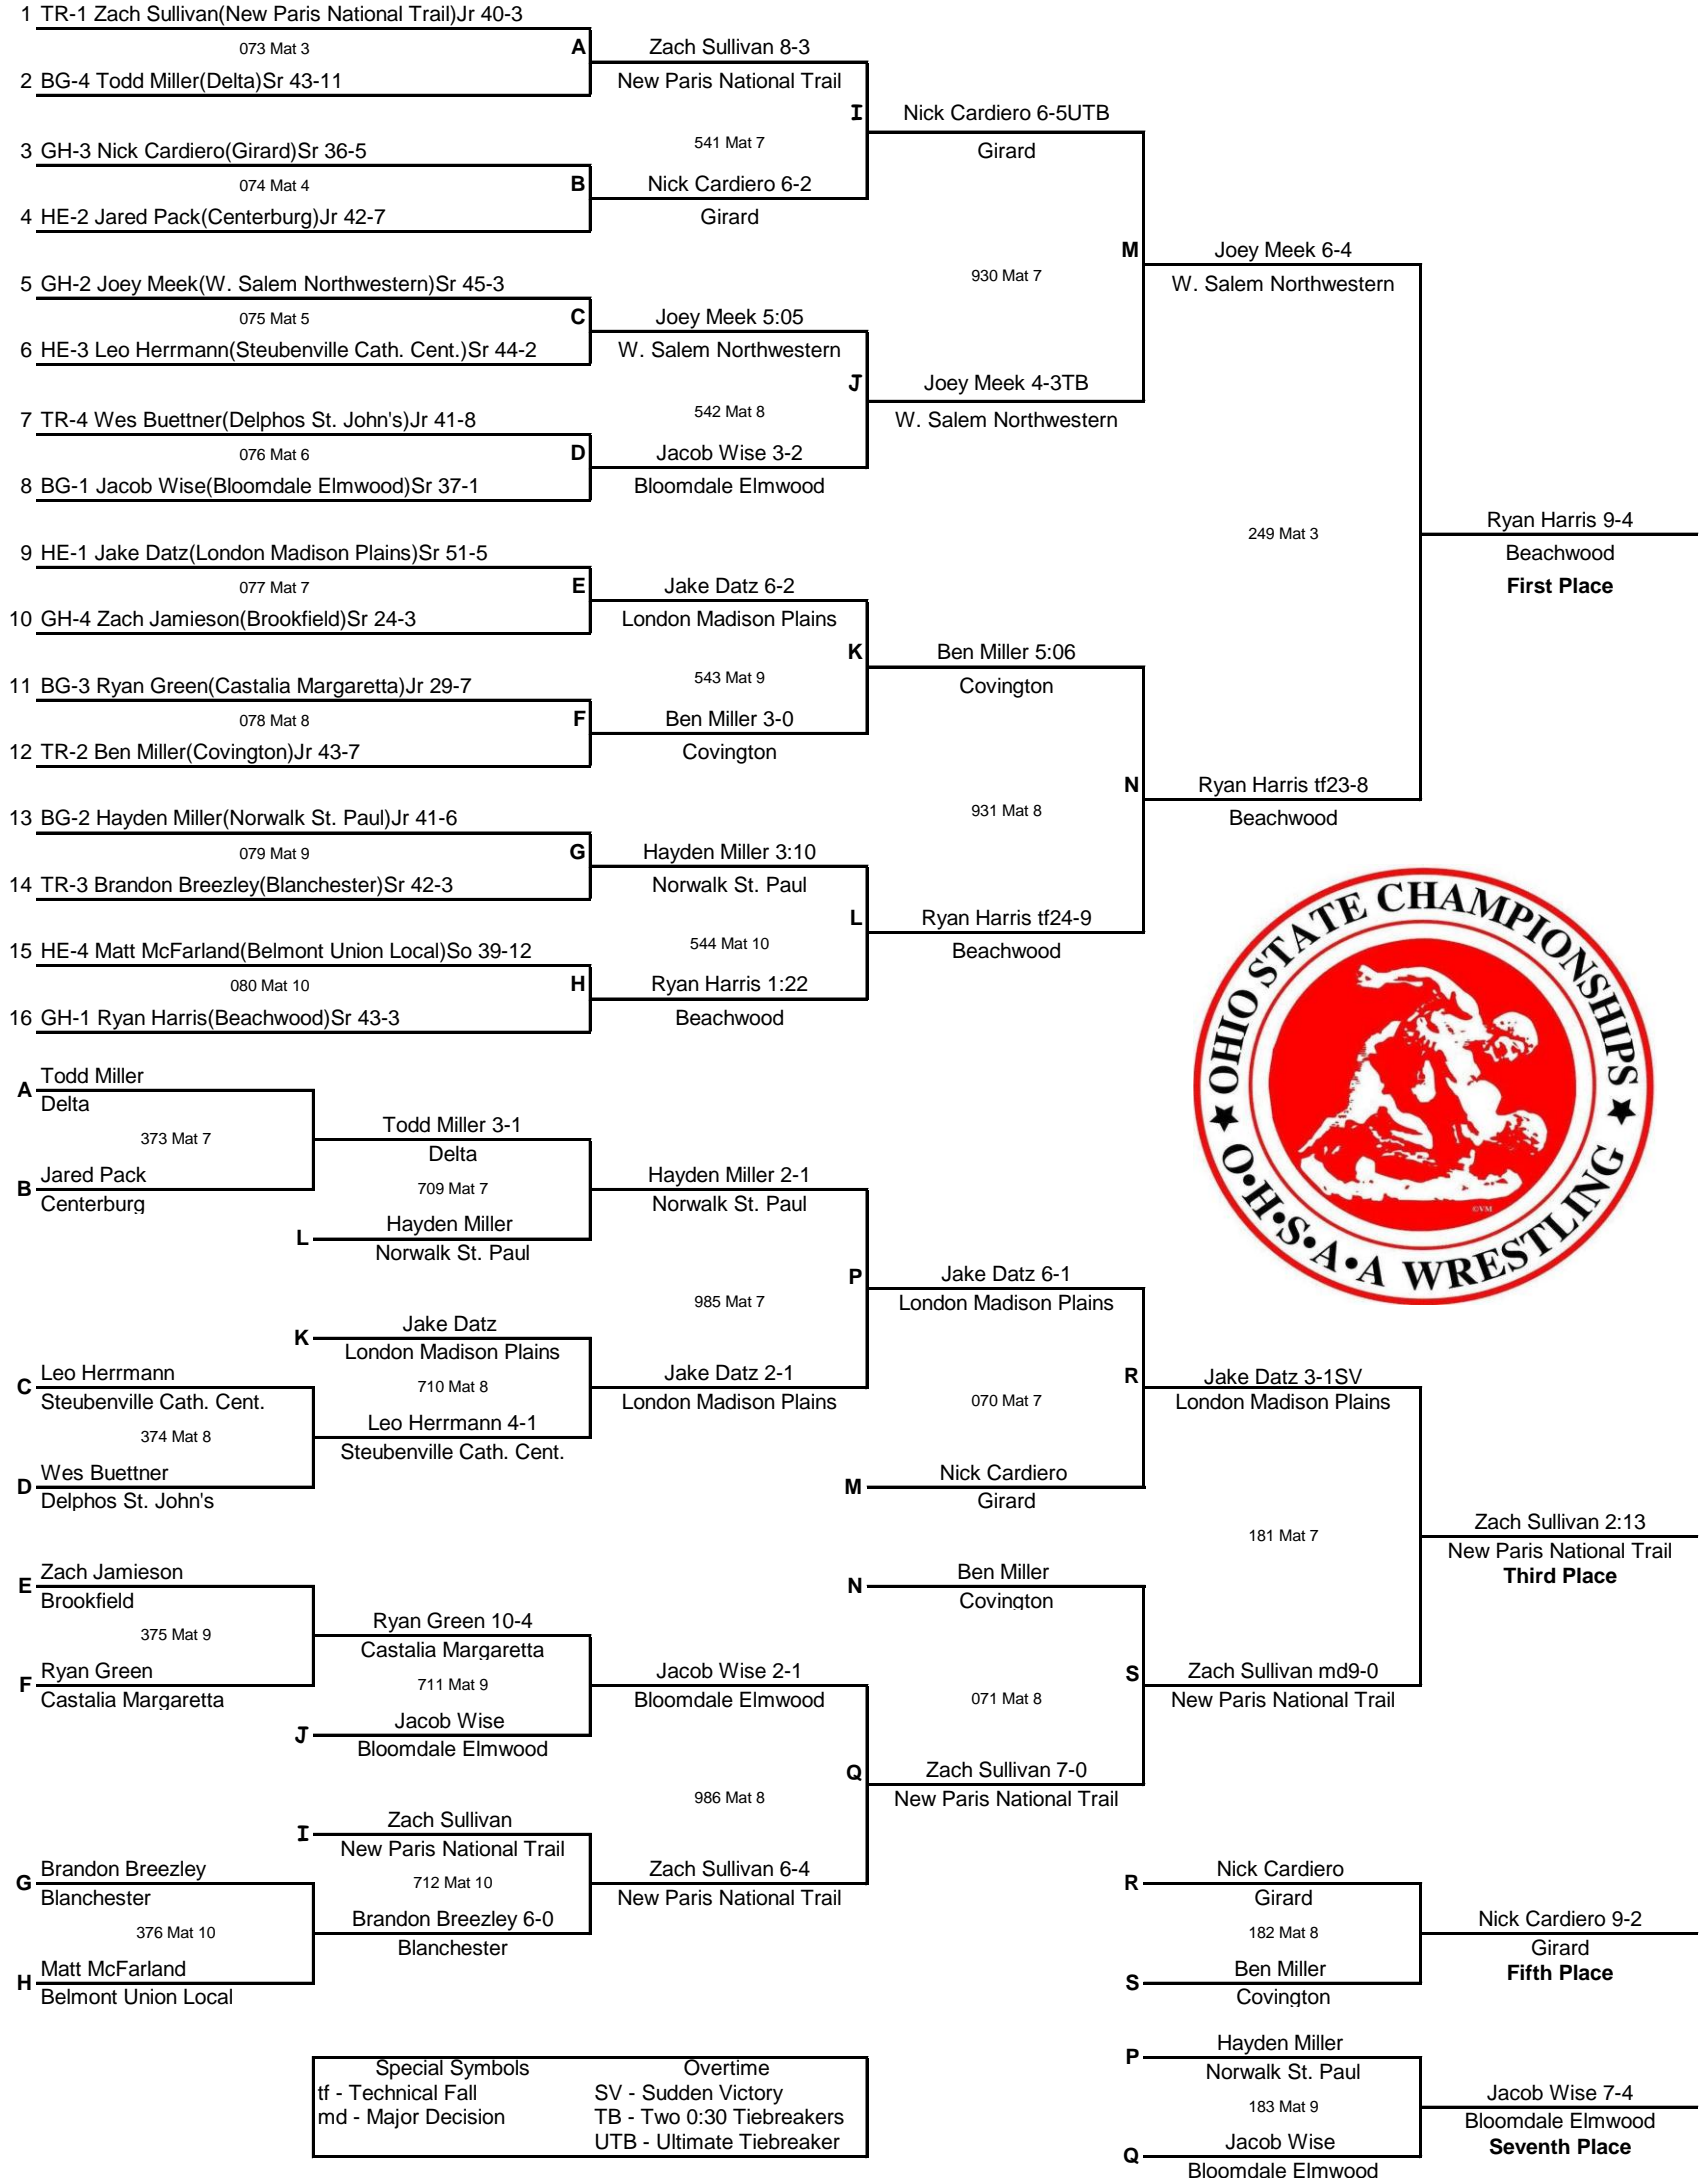 1 TR-1 Zach Sullivan(New Paris National Trail)Jr 40-3
073 Mat 3
A
2 BG-4 Todd Miller(Delta)Sr 43-11
Zach Sullivan 8-3
New Paris National Trail
I
541 Mat 7
3 GH-3 Nick Cardiero(Girard)Sr 36-5
074 Mat 4
B
4 HE-2 Jared Pack(Centerburg)Jr 42-7
Nick Cardiero 6-2
Girard
Nick Cardiero 6-5UTB
Girard
M
930 Mat 7
5 GH-2 Joey Meek(W. Salem Northwestern)Sr 45-3
075 Mat 5
C
6 HE-3 Leo Herrmann(Steubenville Cath. Cent.)Sr 44-2
Joey Meek 5:05
W. Salem Northwestern
J
542 Mat 8
7 TR-4 Wes Buettner(Delphos St. John's)Jr 41-8
076 Mat 6
D
8 BG-1 Jacob Wise(Bloomdale Elmwood)Sr 37-1
Jacob Wise 3-2
Bloomdale Elmwood
Joey Meek 4-3TB
W. Salem Northwestern
Joey Meek 6-4
W. Salem Northwestern
249 Mat 3
Ryan Harris 9-4
Beachwood
First Place
9 HE-1 Jake Datz(London Madison Plains)Sr 51-5
077 Mat 7
E
10 GH-4 Zach Jamieson(Brookfield)Sr 24-3
Jake Datz 6-2
London Madison Plains
K
543 Mat 9
11 BG-3 Ryan Green(Castalia Margaretta)Jr 29-7
078 Mat 8
F
12 TR-2 Ben Miller(Covington)Jr 43-7
Ben Miller 3-0
Covington
Ben Miller 5:06
Covington
N
931 Mat 8
13 BG-2 Hayden Miller(Norwalk St. Paul)Jr 41-6
079 Mat 9
G
14 TR-3 Brandon Breezley(Blanchester)Sr 42-3
Hayden Miller 3:10
Norwalk St. Paul
L
544 Mat 10
15 HE-4 Matt McFarland(Belmont Union Local)So 39-12
080 Mat 10
H
16 GH-1 Ryan Harris(Beachwood)Sr 43-3
Ryan Harris 1:22
Beachwood
Ryan Harris tf24-9
Beachwood
Ryan Harris tf23-8
Beachwood
★ OHIO STATE CHAMPIONSHIPS ★
O•H•S•A•A WRESTLING
©VM
A Todd Miller
Delta
373 Mat 7
B Jared Pack
Centerburg
Todd Miller 3-1
Delta
709 Mat 7
L Hayden Miller
Norwalk St. Paul
Hayden Miller 2-1
Norwalk St. Paul
P
985 Mat 7
K Jake Datz
London Madison Plains
710 Mat 8
C Leo Herrmann
Steubenville Cath. Cent.
374 Mat 8
D Wes Buettner
Delphos St. John's
Leo Herrmann 4-1
Steubenville Cath. Cent.
Jake Datz 2-1
London Madison Plains
Jake Datz 6-1
London Madison Plains
R
070 Mat 7
M Nick Cardiero
Girard
Jake Datz 3-1SV
London Madison Plains
181 Mat 7
Zach Sullivan 2:13
New Paris National Trail
Third Place
E Zach Jamieson
Brookfield
375 Mat 9
F Ryan Green
Castalia Margaretta
Ryan Green 10-4
Castalia Margaretta
711 Mat 9
J Jacob Wise
Bloomdale Elmwood
Jacob Wise 2-1
Bloomdale Elmwood
Q
986 Mat 8
N Ben Miller
Covington
S
071 Mat 8
Zach Sullivan md9-0
New Paris National Trail
Zach Sullivan 7-0
New Paris National Trail
I Zach Sullivan
New Paris National Trail
712 Mat 10
G Brandon Breezley
Blanchester
376 Mat 10
H Matt McFarland
Belmont Union Local
Brandon Breezley 6-0
Blanchester
Zach Sullivan 6-4
New Paris National Trail
R Nick Cardiero
Girard
182 Mat 8
S Ben Miller
Covington
Nick Cardiero 9-2
Girard
Fifth Place
P Hayden Miller
Norwalk St. Paul
183 Mat 9
Q Jacob Wise
Bloomdale Elmwood
Jacob Wise 7-4
Bloomdale Elmwood
Seventh Place
Special Symbols Overtime
tf - Technical Fall SV - Sudden Victory
md - Major Decision TB - Two 0:30 Tiebreakers
UTB - Ultimate Tiebreaker